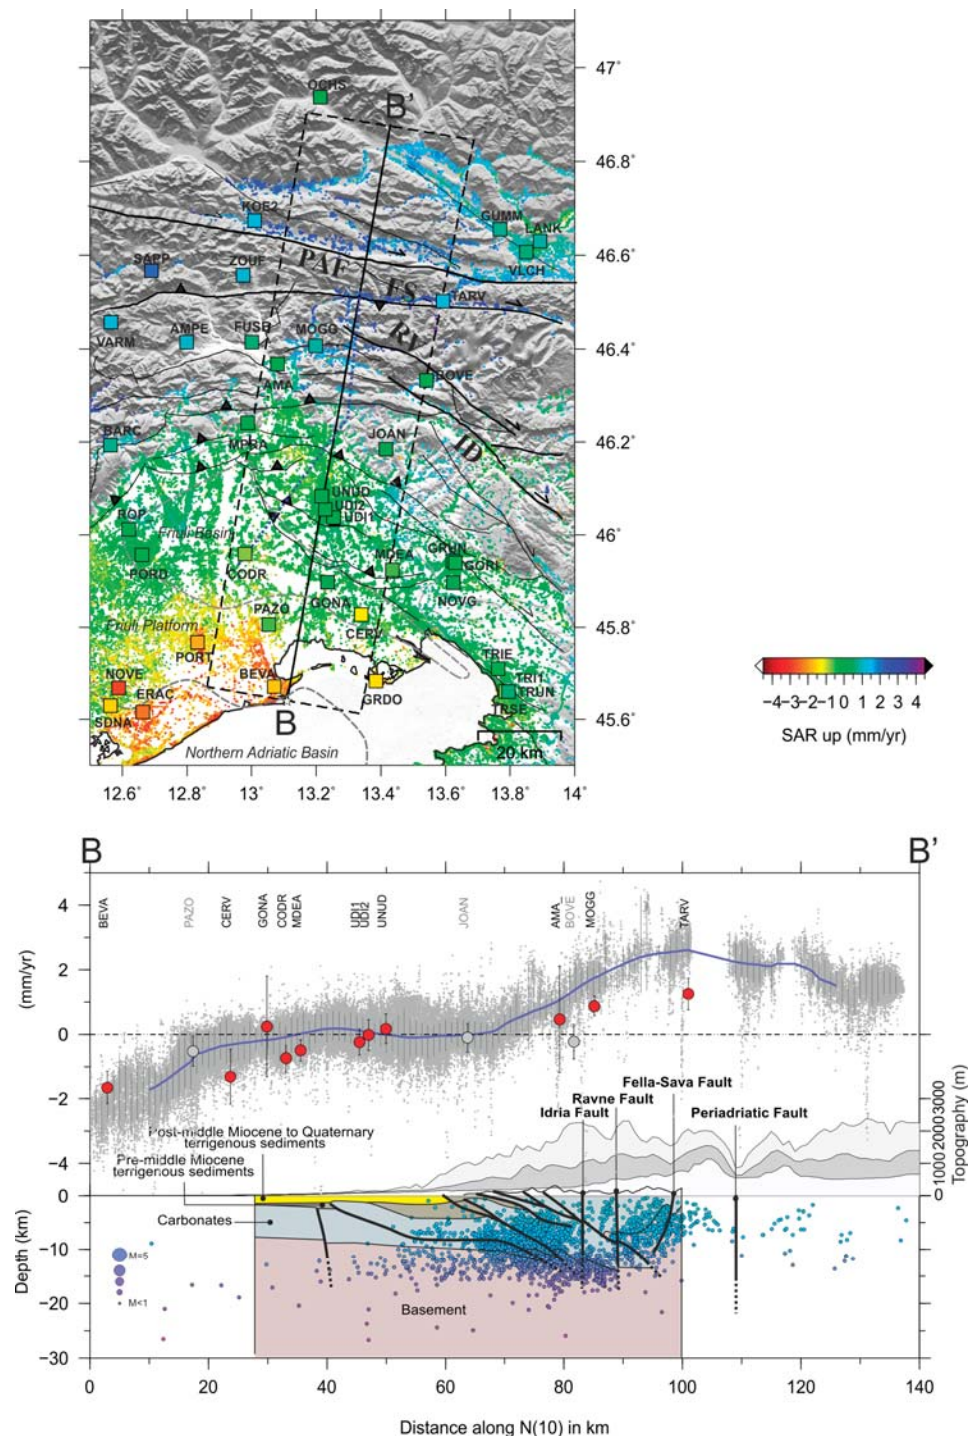 47°
OCHS
B'
46.8°
KOE2
GUMM
LANK
VLCH
46.6°
SAPP
ZOUF
PAF
FS
TARV
VARM
AMPE
FUSE
MOGG
RV
46.4°
AMA
BOVE
BARC
MPRA
JOAN
ID
46.2°
UNUD
UDI2
UDI1
ROP
Friuli Basin
46°
PORD
CODR
MDEA
GRUN
GORI
NOVG
PAZO
GONA
CERV
45.8°
Friuli Platform
PORT
TRIE
NOVE
BEVA
GRDO
TRI1
TRUN
RSE
ERAC
SDNA
45.6°
B
Northern Adriatic Basin
20 km
12.6° 12.8° 13° 13.2° 13.4° 13.6° 13.8° 14°
−4 −3 −2 −1 0 1 2 3 4
SAR up (mm/yr)
B
B'
BEVA
PAZO
CERV
GONA
CODR
MDEA
UDI1
UDI2
UNUD
JOAN
AMA_
BOVE
MOGG
TARV
4
2
0
−2
−4
(mm/yr)
Fella-Sava Fault
Ravne Fault
Idria Fault
Periadriatic Fault
Post-middle Miocene to Quaternary
terrigenous sediments
Pre-middle Miocene
terrigenous sediments
Carbonates
0 1000 2000 3000
Topography (m)
0
−10
−20
−30
Depth (km)
M=5
M<1
Basement
0 20 40 60 80 100 120 140
Distance along N(10) in km